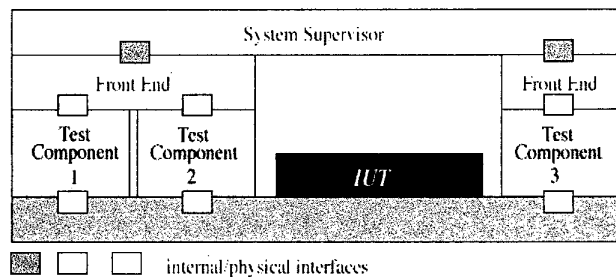 System Supervisor
Front End
Front End
Test
Component
1
Test
Component
2
IUT
Test
Component
3
internal/physical interfaces